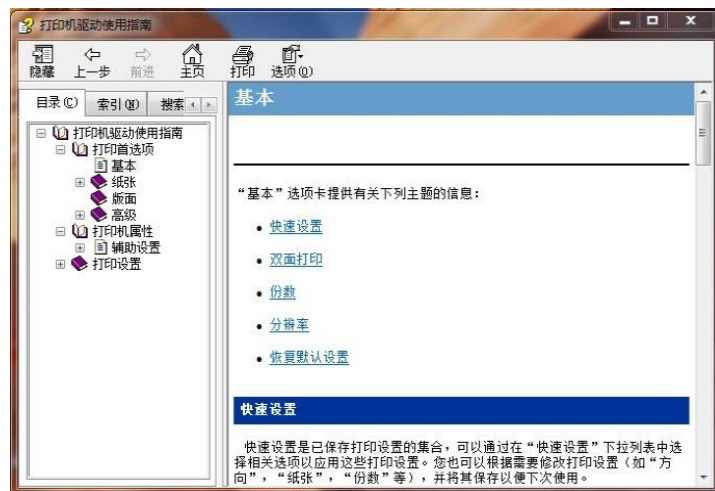 打印机驱动使用指南
隐藏 上一步 前进 主页 打印 选项(O)
目录(C) 索引(N) 搜索
打印机驱动使用指南
打印首选项
基本
纸张
版面
高级
打印机属性
辅助设置
打印设置
基本
“基本”选项卡提供有关下列主题的信息：
• 快速设置
• 双面打印
• 份数
• 分辨率
• 恢复默认设置
快速设置
快速设置是已保存打印设置的集合，可以通过在“快速设置”下拉列表中选
择相关选项以应用这些打印设置。您也可以根据需要修改打印设置（如“方
向”，“纸张”，“份数”等），并将其保存以便下次使用。